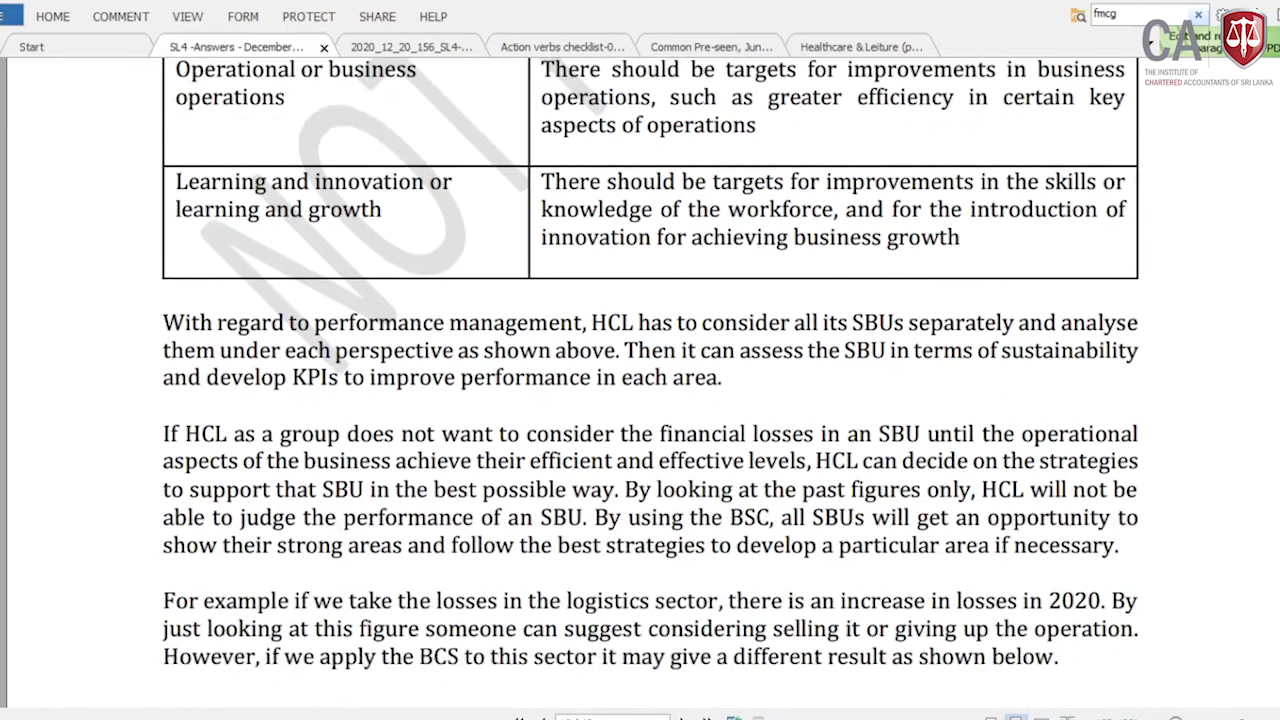 HOME COMMENT VIEW FORM PROTECT SHARE HELP
fmcg
Start SL4 -Answers - December... x 2020_12_20_156_SL4-... Action verbs checklist-0... Common Pre-seen, Jun... Healthcare & Leiture (p...
CA
THE INSTITUTE OF
CHARTERED ACCOUNTANTS OF SRI LANKA
Operational or business
operations
There should be targets for improvements in business
operations, such as greater efficiency in certain key
aspects of operations
Learning and innovation or
learning and growth
There should be targets for improvements in the skills or
knowledge of the workforce, and for the introduction of
innovation for achieving business growth
NOT
With regard to performance management, HCL has to consider all its SBUs separately and analyse
them under each perspective as shown above. Then it can assess the SBU in terms of sustainability
and develop KPIs to improve performance in each area.
If HCL as a group does not want to consider the financial losses in an SBU until the operational
aspects of the business achieve their efficient and effective levels, HCL can decide on the strategies
to support that SBU in the best possible way. By looking at the past figures only, HCL will not be
able to judge the performance of an SBU. By using the BSC, all SBUs will get an opportunity to
show their strong areas and follow the best strategies to develop a particular area if necessary.
For example if we take the losses in the logistics sector, there is an increase in losses in 2020. By
just looking at this figure someone can suggest considering selling it or giving up the operation.
However, if we apply the BCS to this sector it may give a different result as shown below.